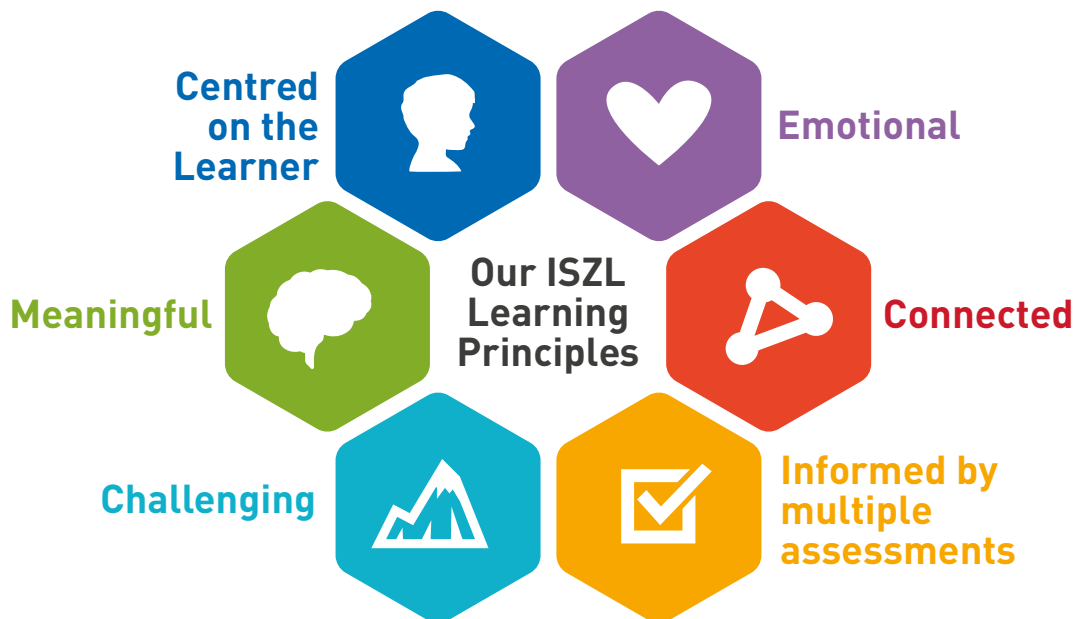 Centred
on the
Learner
Emotional
Meaningful
Our ISZL
Learning
Principles
Connected
Challenging
Informed by
multiple
assessments